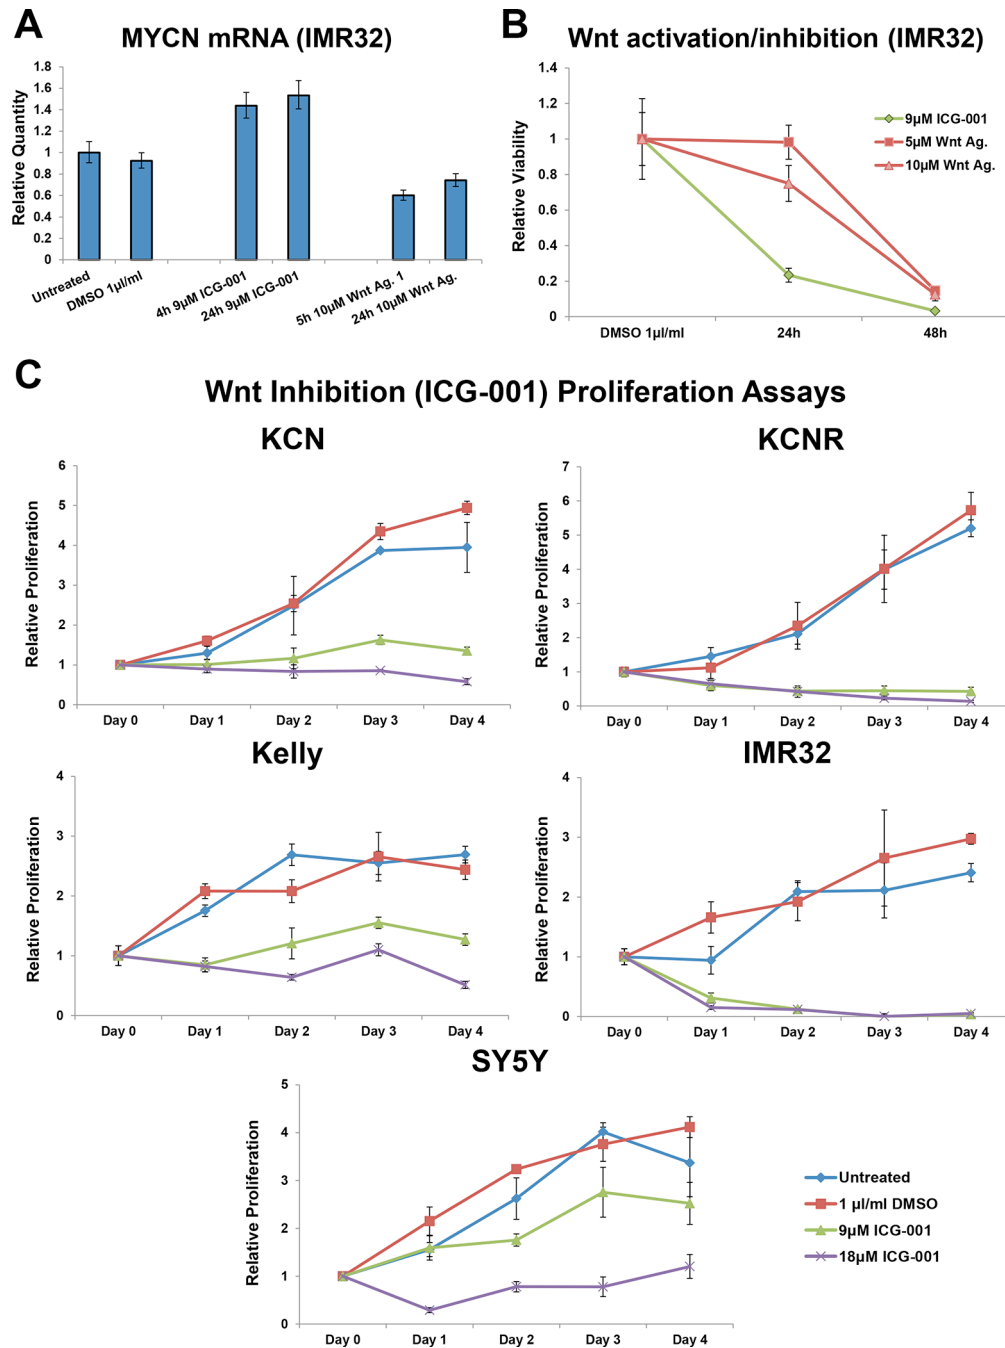 A
MYCN mRNA (IMR32)
Relative Quantity
1.8
1.6
1.4
1.2
1
0.8
0.6
0.4
0.2
0
Untreated
DMSO 1µl/ml
4h 9µM ICG-001
24h 9µM ICG-001
5h 10µM Wnt Ag. 1
24h 10µM Wnt Ag.
B
Wnt activation/inhibition (IMR32)
Relative Viability
1.4
1.2
1
0.8
0.6
0.4
0.2
0
DMSO 1µl/ml
24h
48h
9µM ICG-001
5µM Wnt Ag.
10µM Wnt Ag.
C
Wnt Inhibition (ICG-001) Proliferation Assays
KCN
Relative Proliferation
6
5
4
3
2
1
0
Day 0
Day 1
Day 2
Day 3
Day 4
KCNR
Relative Proliferation
7
6
5
4
3
2
1
0
Day 0
Day 1
Day 2
Day 3
Day 4
Kelly
Relative Proliferation
4
3
2
1
0
Day 0
Day 1
Day 2
Day 3
Day 4
IMR32
Relative Proliferation
4
3
2
1
0
Day 0
Day 1
Day 2
Day 3
Day 4
SY5Y
Relative Proliferation
5
4
3
2
1
0
Day 0
Day 1
Day 2
Day 3
Day 4
Untreated
1 µl/ml DMSO
9µM ICG-001
18µM ICG-001